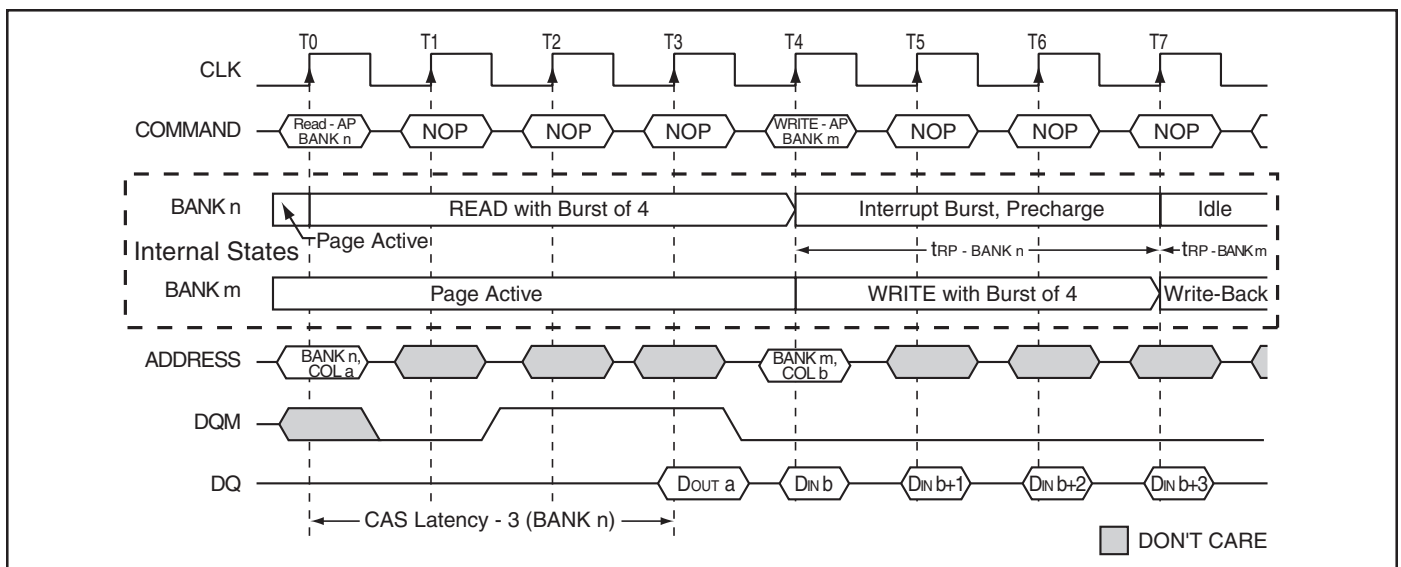 T0 T1 T2 T3 T4 T5 T6 T7
CLK
COMMAND Read - AP NOP NOP NOP WRITE - AP NOP NOP NOP
BANK n BANK m
BANK n READ with Burst of 4 Interrupt Burst, Precharge Idle
Internal States Page Active tRP - BANK n tRP - BANK m
BANK m Page Active WRITE with Burst of 4 Write-Back
ADDRESS BANK n, BANK m,
COL a COL b
DQM
DQ DOUT a DIN b DIN b+1 DIN b+2 DIN b+3
CAS Latency - 3 (BANK n)
DON'T CARE